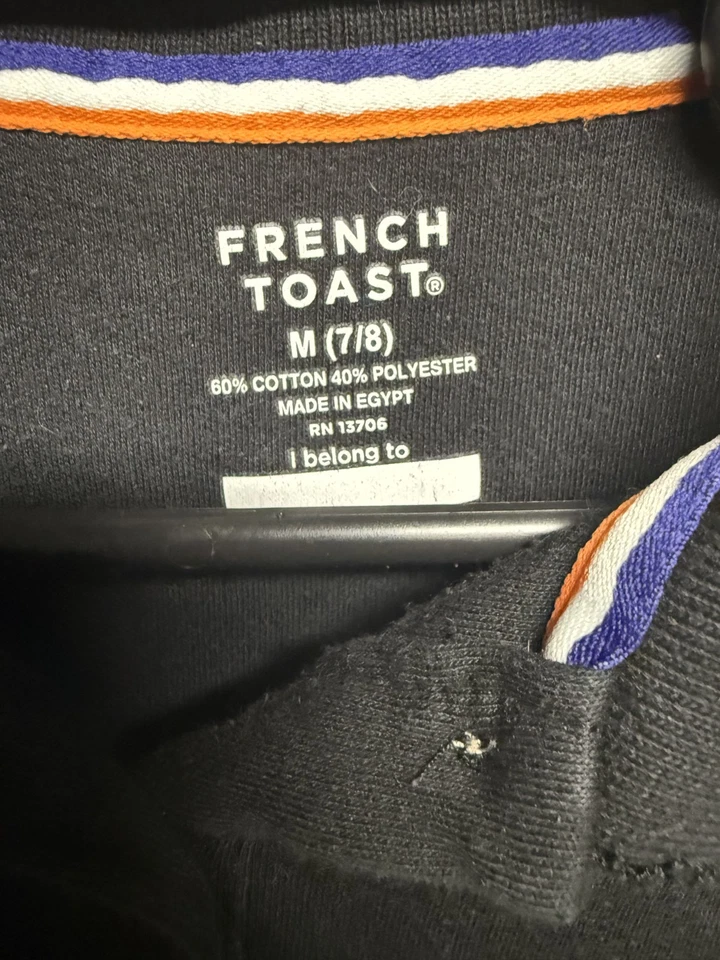 FRENCH
TOAST®
M (7/8)
60% COTTON 40% POLYESTER
MADE IN EGYPT
RN 13706
I belong to